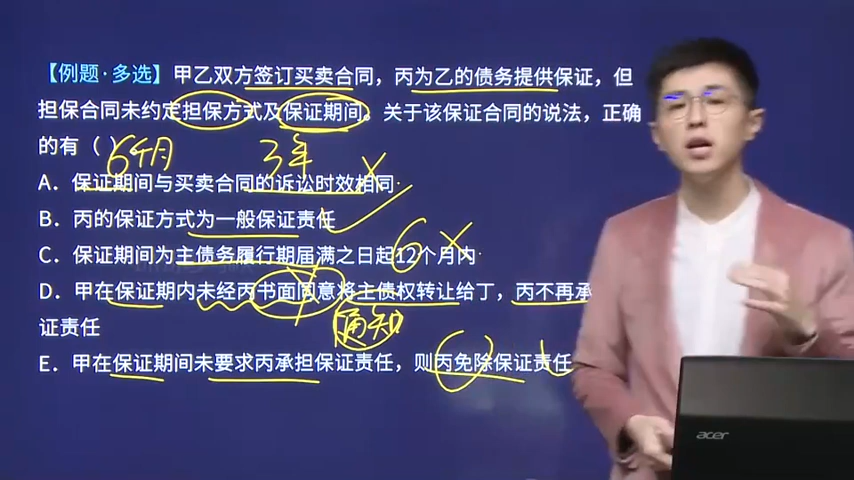 【例题·多选】甲乙双方签订买卖合同，丙为乙的债务提供保证，但
担保合同未约定担保方式及保证期间。关于该保证合同的说法，正确
的有（ ）
6个月 3年
A. 保证期间与买卖合同的诉讼时效相同
B. 丙的保证方式为一般保证责任
C. 保证期间为主债务履行期届满之日起12个月内
6
D. 甲在保证期内未经丙书面同意将主债权转让给丁，丙不再承
通知
证责任
E. 甲在保证期间未要求丙承担保证责任，则丙免除保证责任
acer